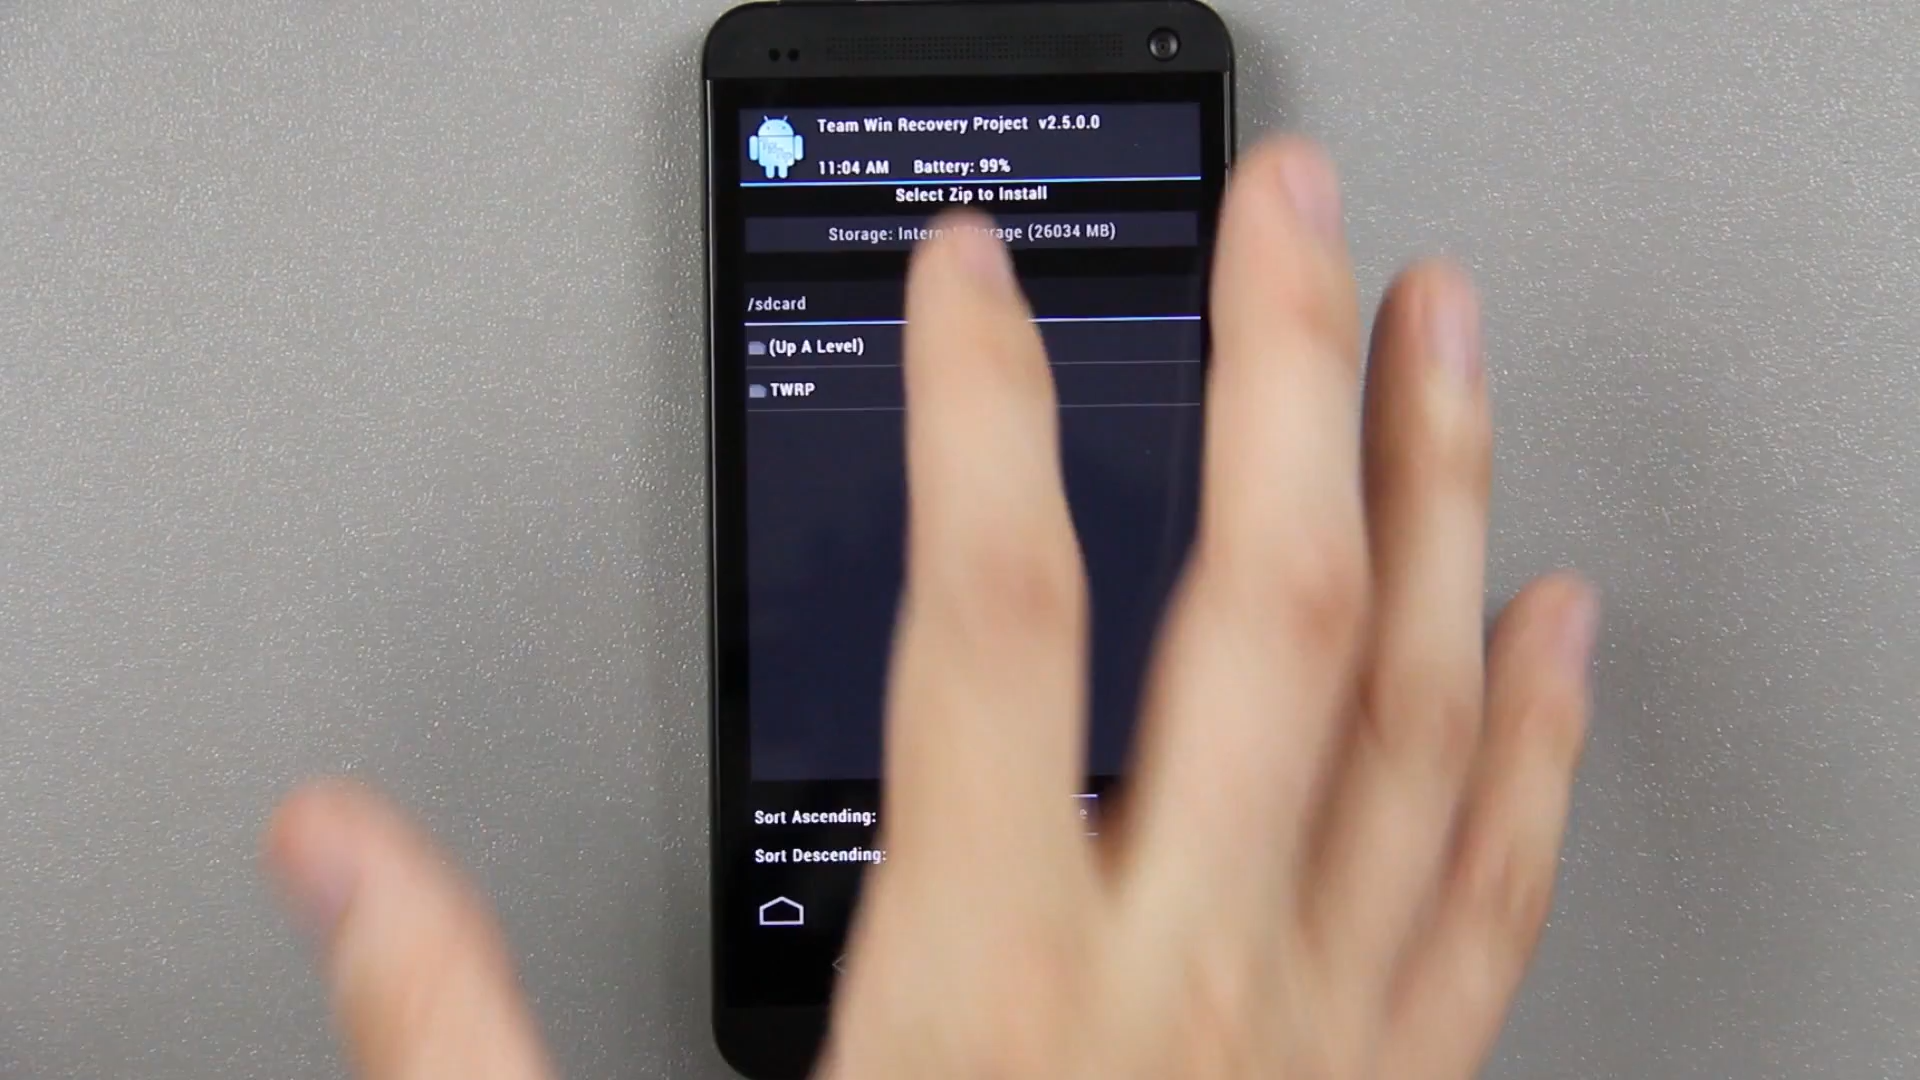 Team Win Recovery Project v2.5.0.0
11:04 AM Battery: 99%
Select Zip to Install
Storage: (26034 MB)
/sdcard
(Up A Level)
TWRP
Sort Ascending:
Sort Descending: